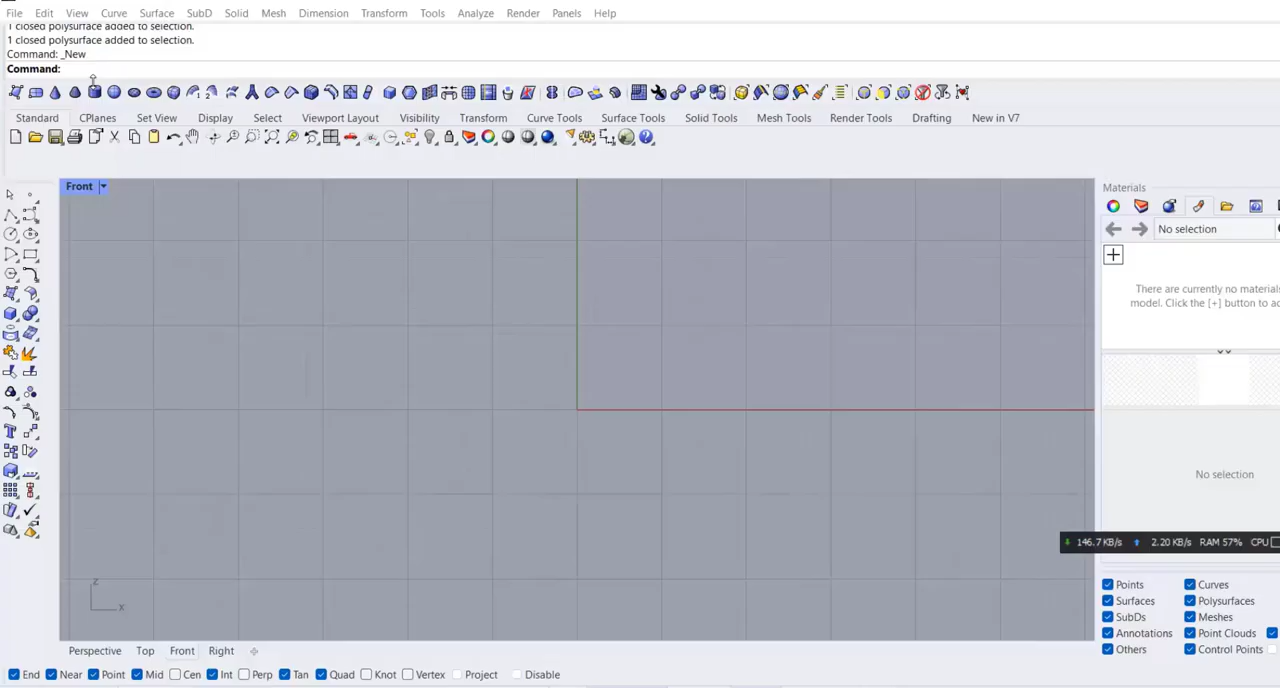 File Edit View Curve Surface SubD Solid Mesh Dimension Transform Tools Analyze Render Panels Help
1 closed polysurface added to selection.
1 closed polysurface added to selection.
Command: _New
Command:
Standard CPlanes Set View Display Select Viewport Layout Visibility Transform Curve Tools Surface Tools Solid Tools Mesh Tools Render Tools Drafting New in V7
Front
Materials
No selection
There are currently no materials
model. Click the [+] button to
No selection
146.7 KB/s 2.20 KB/s RAM 57% CPU
Points Curves
Surfaces Polysurfaces
SubDs Meshes
Annotations Point Clouds
Others Control Points
z
x
Perspective Top Front Right
End Near Point Mid Cen Int Perp Tan Quad Knot Vertex Project Disable